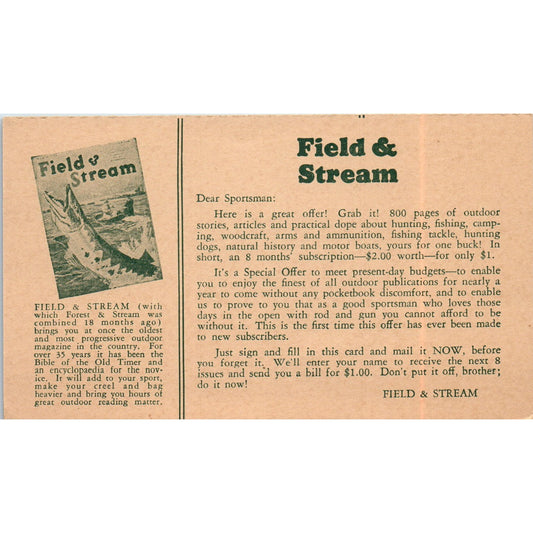 Field &
Stream
FIELD & STREAM (with
which Forest & Stream was
combined 18 months ago)
brings you at once the oldest
and most progressive outdoor
magazine in the country. For
over 35 years it has been the
Bible of the Old Timer and
an encyclopaedia for the nov-
ice. It will add to your sport,
make your creel and bag
heavier and bring you hours of
great outdoor reading matter.
Field &
Stream
Dear Sportsman:
Here is a great offer! Grab it! 800 pages of outdoor
stories, articles and practical dope about hunting, fishing, camp-
ing, woodcraft, arms and ammunition, fishing tackle, hunting
dogs, natural history and motor boats, yours for one buck! In
short, an 8 months' subscription—$2.00 worth—for only $1.
It's a Special Offer to meet present-day budgets—to enable
you to enjoy the finest of all outdoor publications for nearly a
year to come without any pocketbook discomfort, and to enable
us to prove to you that as a good sportsman who loves those
days in the open with rod and gun you cannot afford to be
without it. This is the first time this offer has ever been made
to new subscribers.
Just sign and fill in this card and mail it NOW, before
you forget it. We'll enter your name to receive the next 8
issues and send you a bill for $1.00. Don't put it off, brother;
do it now!
FIELD & STREAM